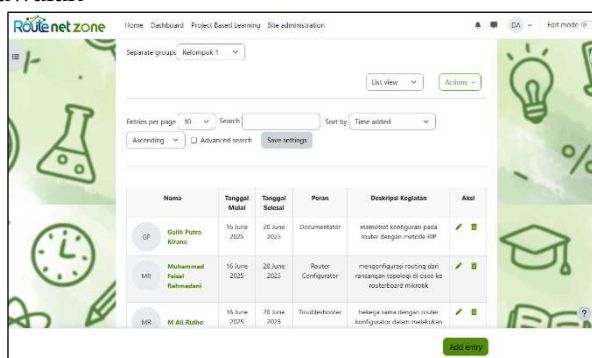 Routenet zone
Home Dashboard Project Based Learning Site administration DA Edit mode
Separate groups Kelompok 1
List view Actions
Entries per page 10 Search Sort by Time added
Ascending Advanced search Save settings
Nama Tanggal Mulai Tanggal Selesai Peran Deskripsi Kegiatan Aksi
GP Galih Putra Kirana 16 June 2025 20 June 2025 Documentator memotret konfigurasi pada router dengan metode RIP
MR Muhammad Faisal Rahmadani 16 June 2025 20 June 2025 Router Configurator mengonfigurasi routing dari rancangan topologi di cisco ke routerboard mikrotik
MR M Ali Ridho 16 June 2025 20 June 2025 Troubleshooter bekerja sama dengan router konfigurator dalam melakukan
?
Add entry